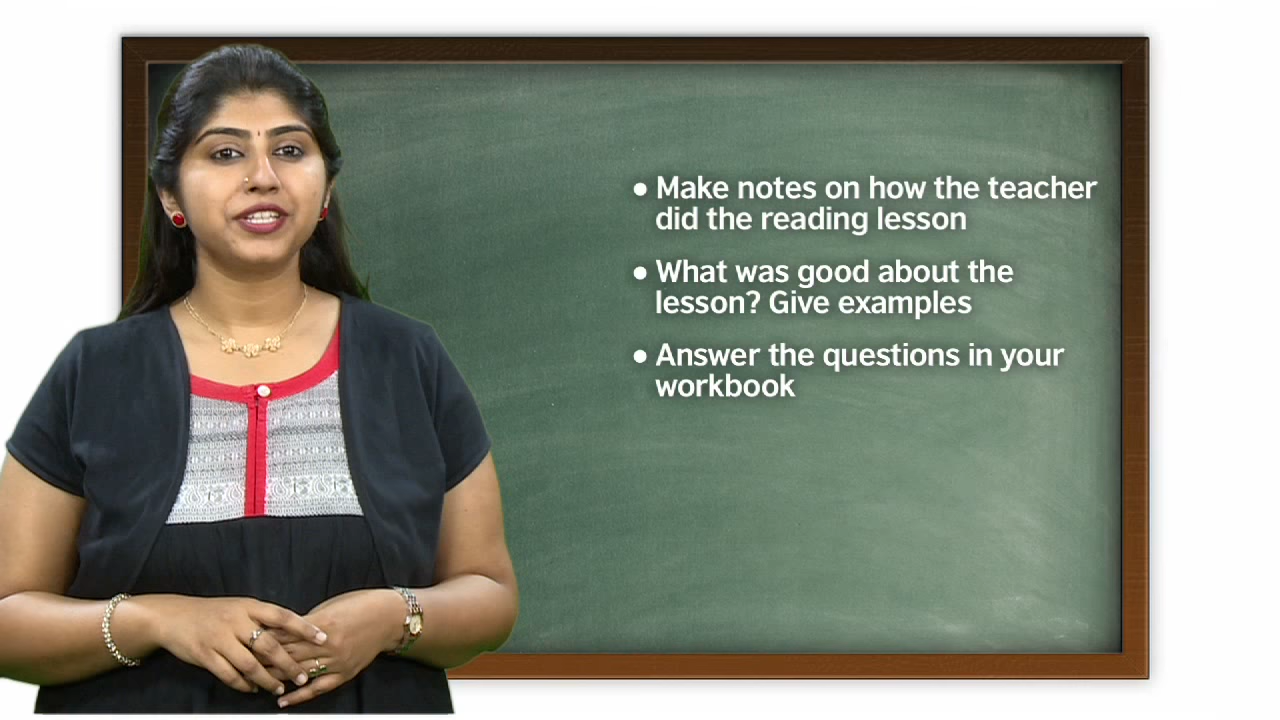 • Make notes on how the teacher
did the reading lesson
• What was good about the
lesson? Give examples
• Answer the questions in your
workbook